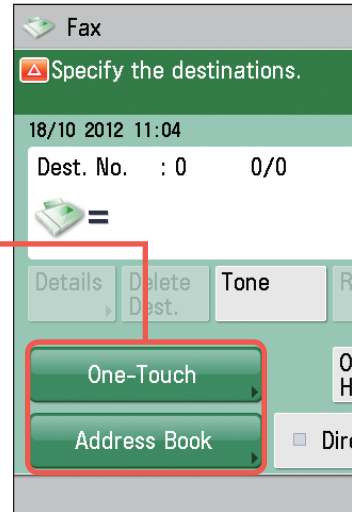 Fax
Specify the destinations.
18/10 2012 11:04
Dest. No. : 0 0/0
=
Details Delete Dest. Tone R
One-Touch
O
H
Address Book
Dire